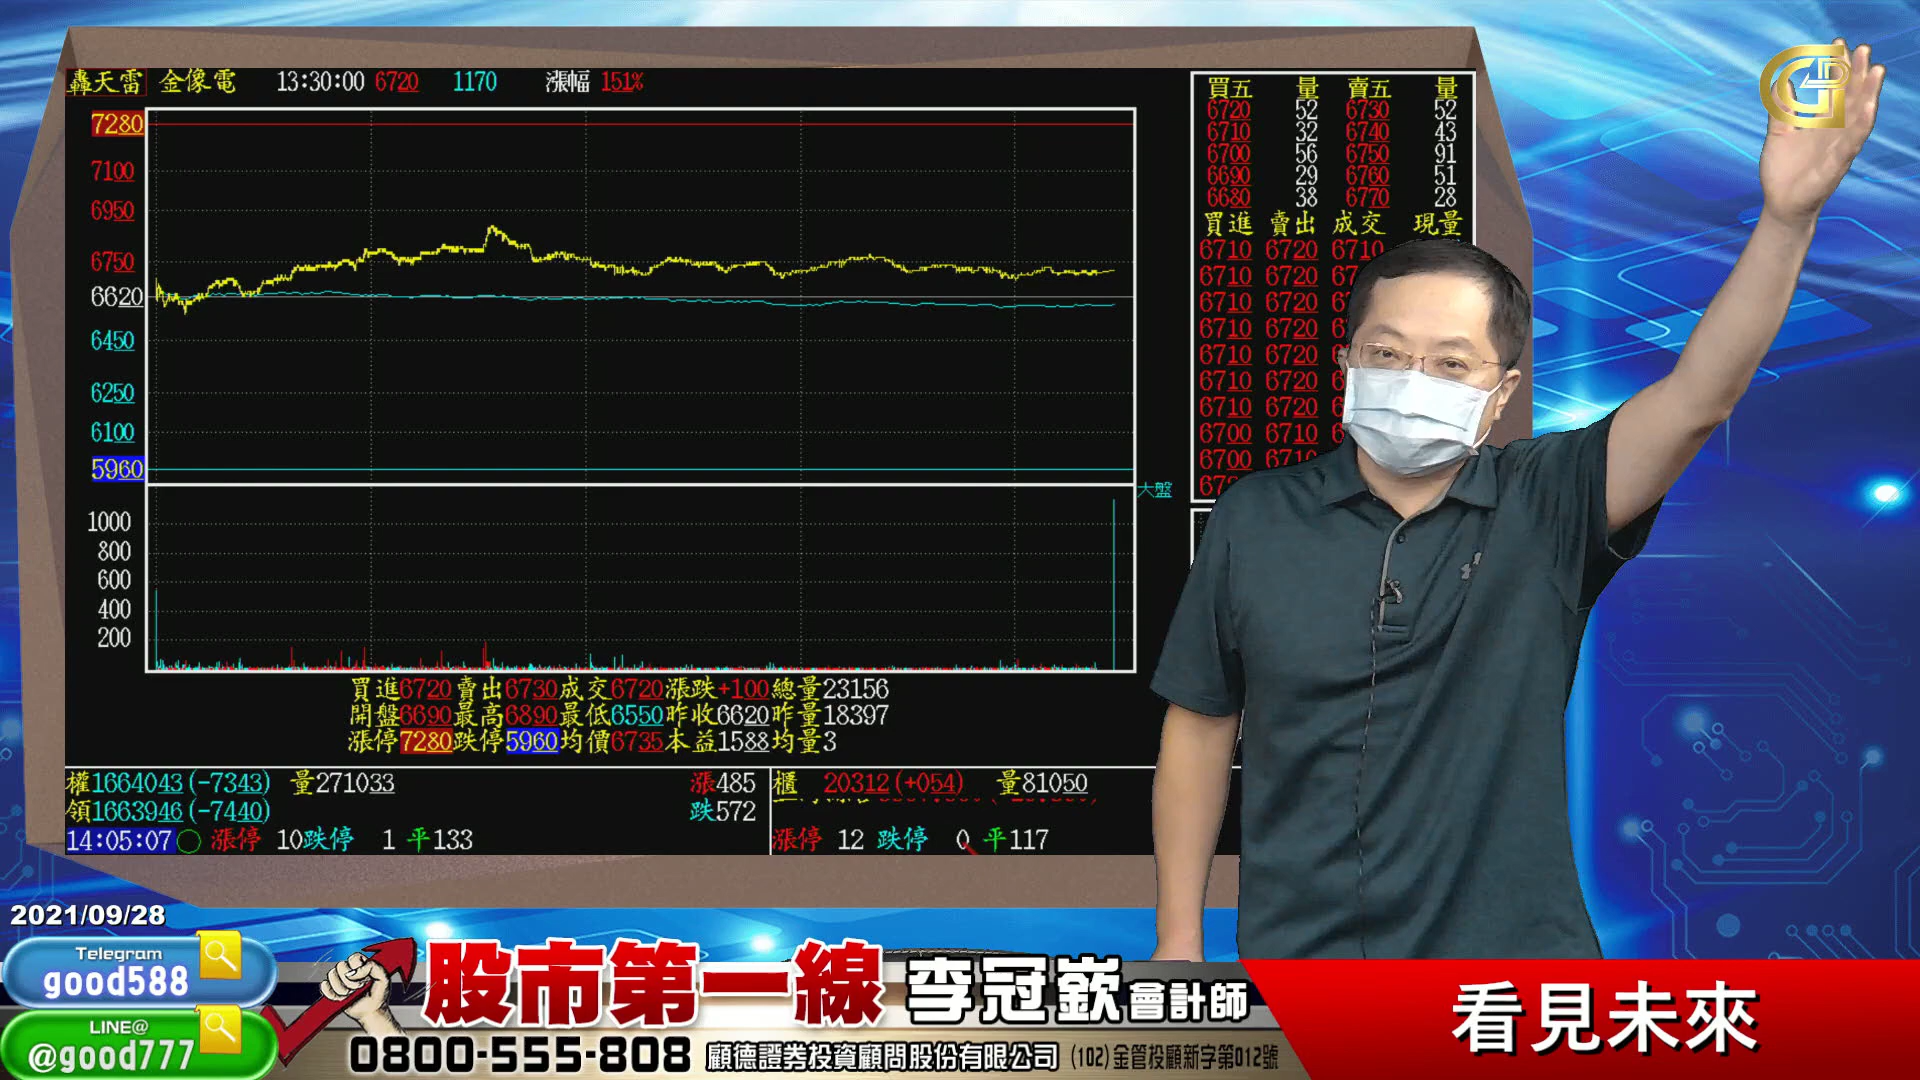 轟天雷 金像電 13:30:00 6720 1170 漲幅 151%
7280
7100
6950
6750
6620
6450
6250
6100
5960
大盤
1000
800
600
400
200
買五 量 賣五 量
6720 52 6730 52
6710 32 6740 43
6700 56 6750 91
6690 29 6760 51
6680 38 6770 28
買進 賣出 成交 現量
6710 6720 6710
6710 6720
6710 6720
6710 6720
6710 6720
6710 6720
6710 6720
6700 6710
6700 6710
買進6720賣出6730成交6720漲跌+100總量23156
開盤6690最高6890最低6550昨收6620昨量18397
漲停7280跌停5960均價6735本益1588均量3
權1664043(-7343) 量271033 漲485
領1663946(-7440) 跌572
14:05:07 漲停 10跌停 1平133
櫃 20312(+054) 量81050
漲停 12 跌停 0 平117
2021/09/28
Telegram
good588
LINE@
@good777
股市第一線 李冠嶔會計師
0800-555-808 顧德證券投資顧問股份有限公司 (102)金管投顧新字第012號
看見未來